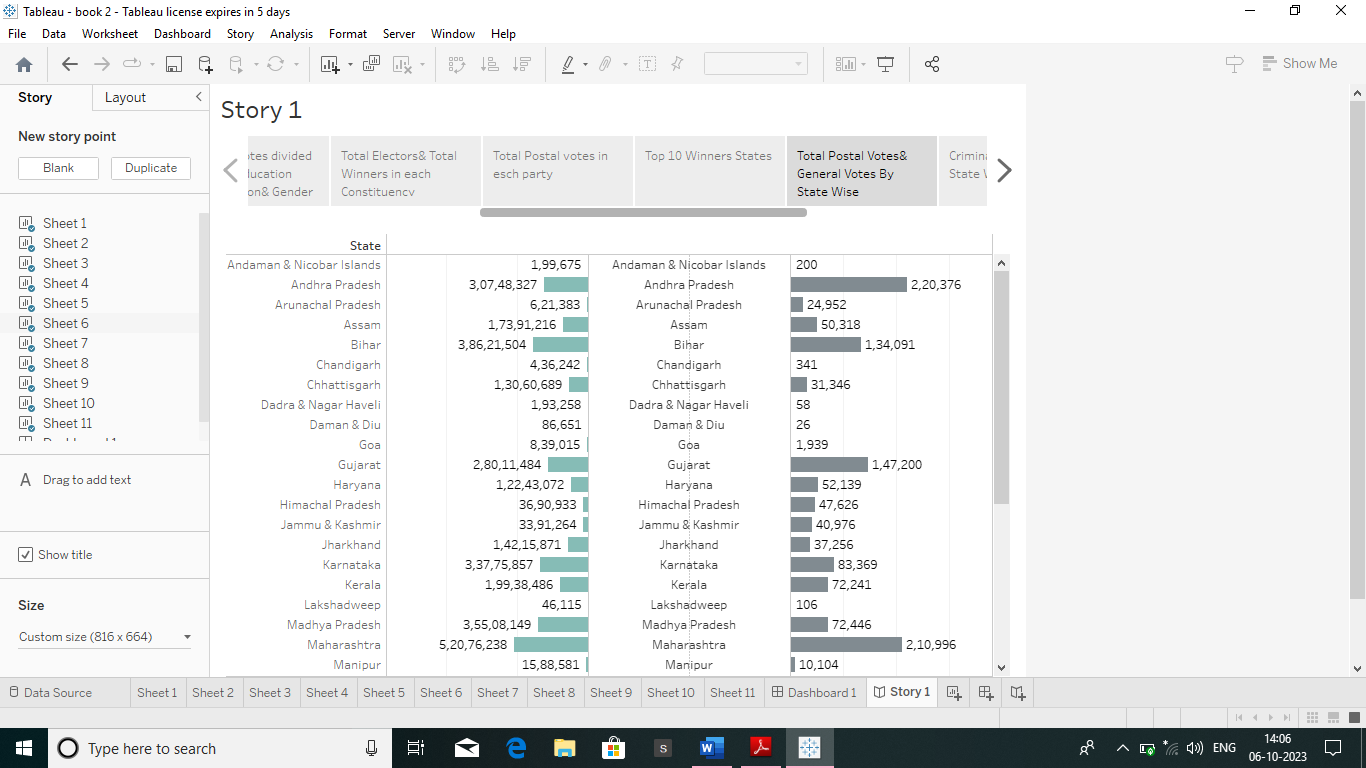 Tableau - book 2 - Tableau license expires in 5 days
File Data Worksheet Dashboard Story Analysis Format Server Window Help
Show Me
Story Layout
New story point
Blank Duplicate
Sheet 1
Sheet 2
Sheet 3
Sheet 4
Sheet 5
Sheet 6
Sheet 7
Sheet 8
Sheet 9
Sheet 10
Sheet 11
A Drag to add text
Show title
Size
Custom size (816 x 664)
Story 1
otes divided
ducation
on& Gender
Total Electors& Total
Winners in each
Constituency
Total Postal votes in
esch party
Top 10 Winners States
Total Postal Votes&
General Votes By
State Wise
Crimin
State
State
Andaman & Nicobar Islands 1,99,675 Andaman & Nicobar Islands 200
Andhra Pradesh 3,07,48,327 Andhra Pradesh 2,20,376
Arunachal Pradesh 6,21,383 Arunachal Pradesh 24,952
Assam 1,73,91,216 Assam 50,318
Bihar 3,86,21,504 Bihar 1,34,091
Chandigarh 4,36,242 Chandigarh 341
Chhattisgarh 1,30,60,689 Chhattisgarh 31,346
Dadra & Nagar Haveli 1,93,258 Dadra & Nagar Haveli 58
Daman & Diu 86,651 Daman & Diu 26
Goa 8,39,015 Goa 1,939
Gujarat 2,80,11,484 Gujarat 1,47,200
Haryana 1,22,43,072 Haryana 52,139
Himachal Pradesh 36,90,933 Himachal Pradesh 47,626
Jammu & Kashmir 33,91,264 Jammu & Kashmir 40,976
Jharkhand 1,42,15,871 Jharkhand 37,256
Karnataka 3,37,75,857 Karnataka 83,369
Kerala 1,99,38,486 Kerala 72,241
Lakshadweep 46,115 Lakshadweep 106
Madhya Pradesh 3,55,08,149 Madhya Pradesh 72,446
Maharashtra 5,20,76,238 Maharashtra 2,10,996
Manipur 15,88,581 Manipur 10,104
Data Source Sheet 1 Sheet 2 Sheet 3 Sheet 4 Sheet 5 Sheet 6 Sheet 7 Sheet 8 Sheet 9 Sheet 10 Sheet 11 Dashboard 1 Story 1
Type here to search
S
W
ENG
14:06
06-10-2023